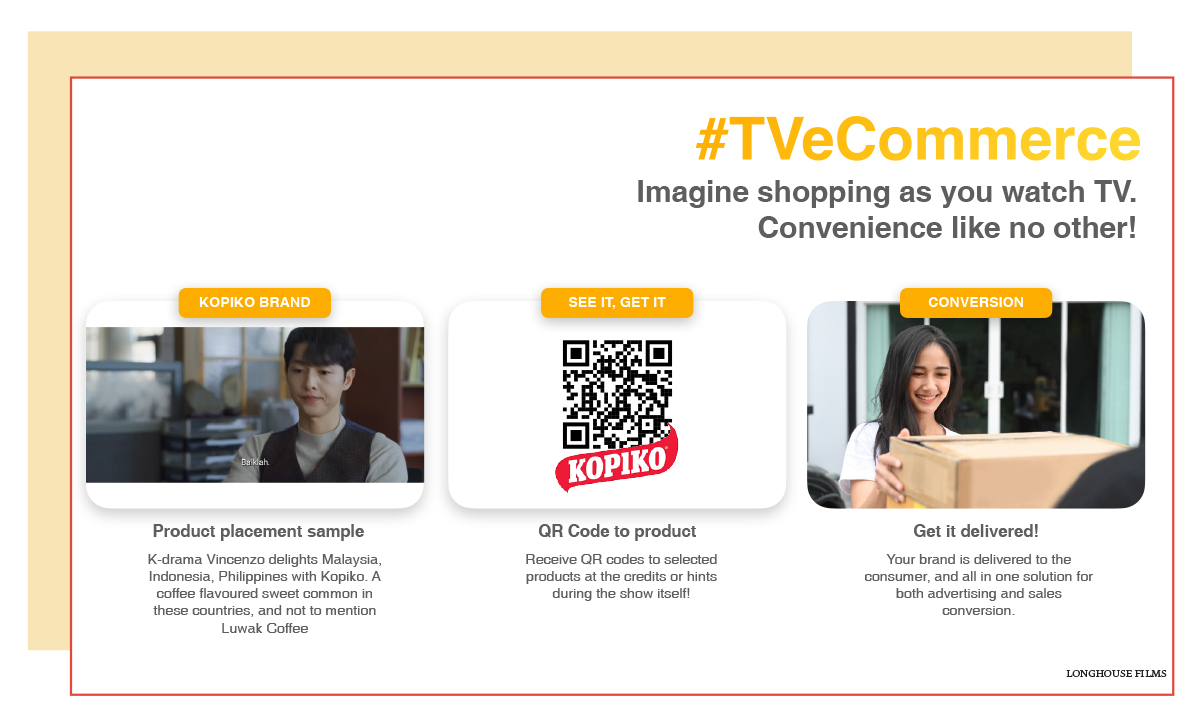 #TVeCommerce
Imagine shopping as you watch TV.
Convenience like no other!
KOPIKO BRAND
Baiklah.
Product placement sample
K-drama Vincenzo delights Malaysia,
Indonesia, Philippines with Kopiko. A
coffee flavoured sweet common in
these countries, and not to mention
Luwak Coffee
SEE IT, GET IT
KOPIKO
QR Code to product
Receive QR codes to selected
products at the credits or hints
during the show itself!
CONVERSION
Get it delivered!
Your brand is delivered to the
consumer, and all in one solution for
both advertising and sales
conversion.
LONGHOUSE FILMS